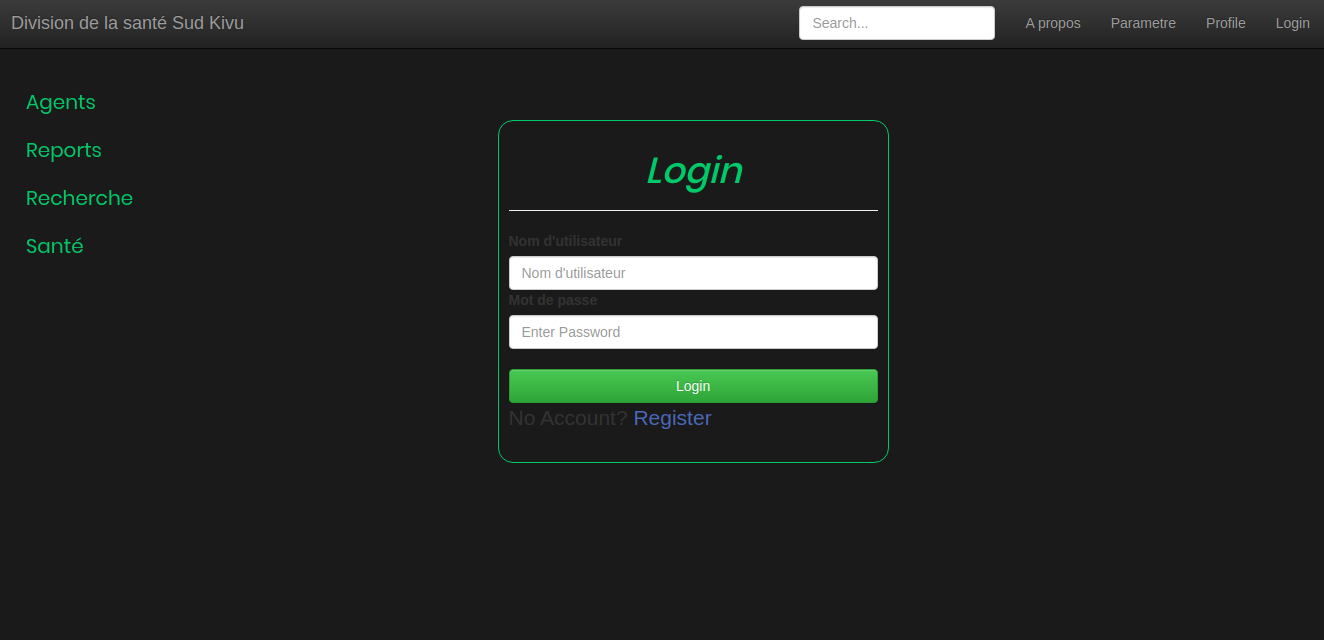 Division de la santé Sud Kivu
Search...
A propos
Parametre
Profile
Login
Agents
Reports
Recherche
Santé
Login
Nom d'utilisateur
Nom d'utilisateur
Mot de passe
Enter Password
Login
No Account? Register